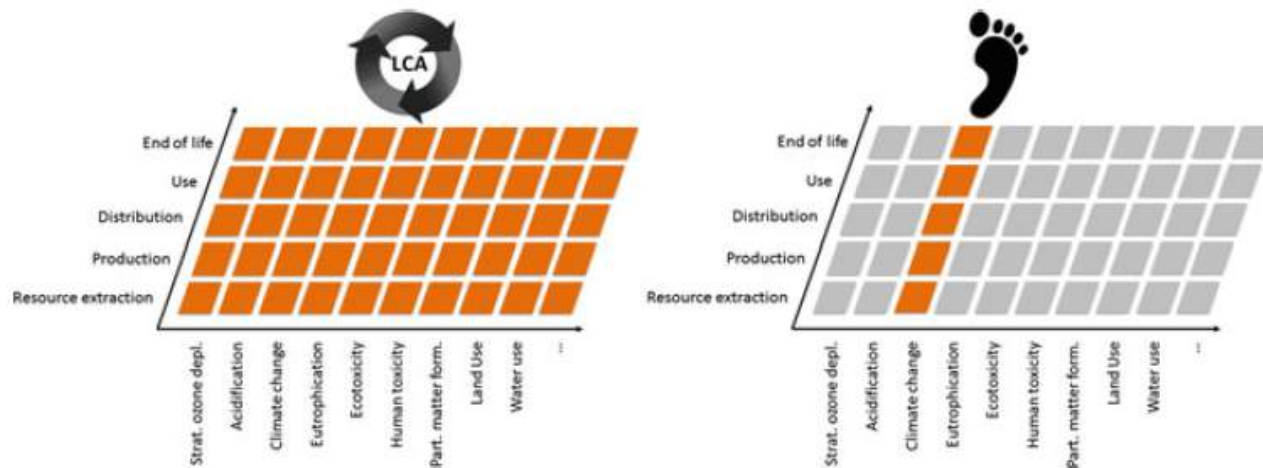 LCA
End of life
Use
Distribution
Production
Resource extraction
Strat. ozone depl.
Acidification
Climate change
Eutrophication
Ecotoxicity
Human toxicity
Part. matter form.
Land Use
Water use
...
End of life
Use
Distribution
Production
Resource extraction
Strat. ozone depl.
Acidification
Climate change
Eutrophication
Ecotoxicity
Human toxicity
Part. matter form.
Land Use
Water use
...